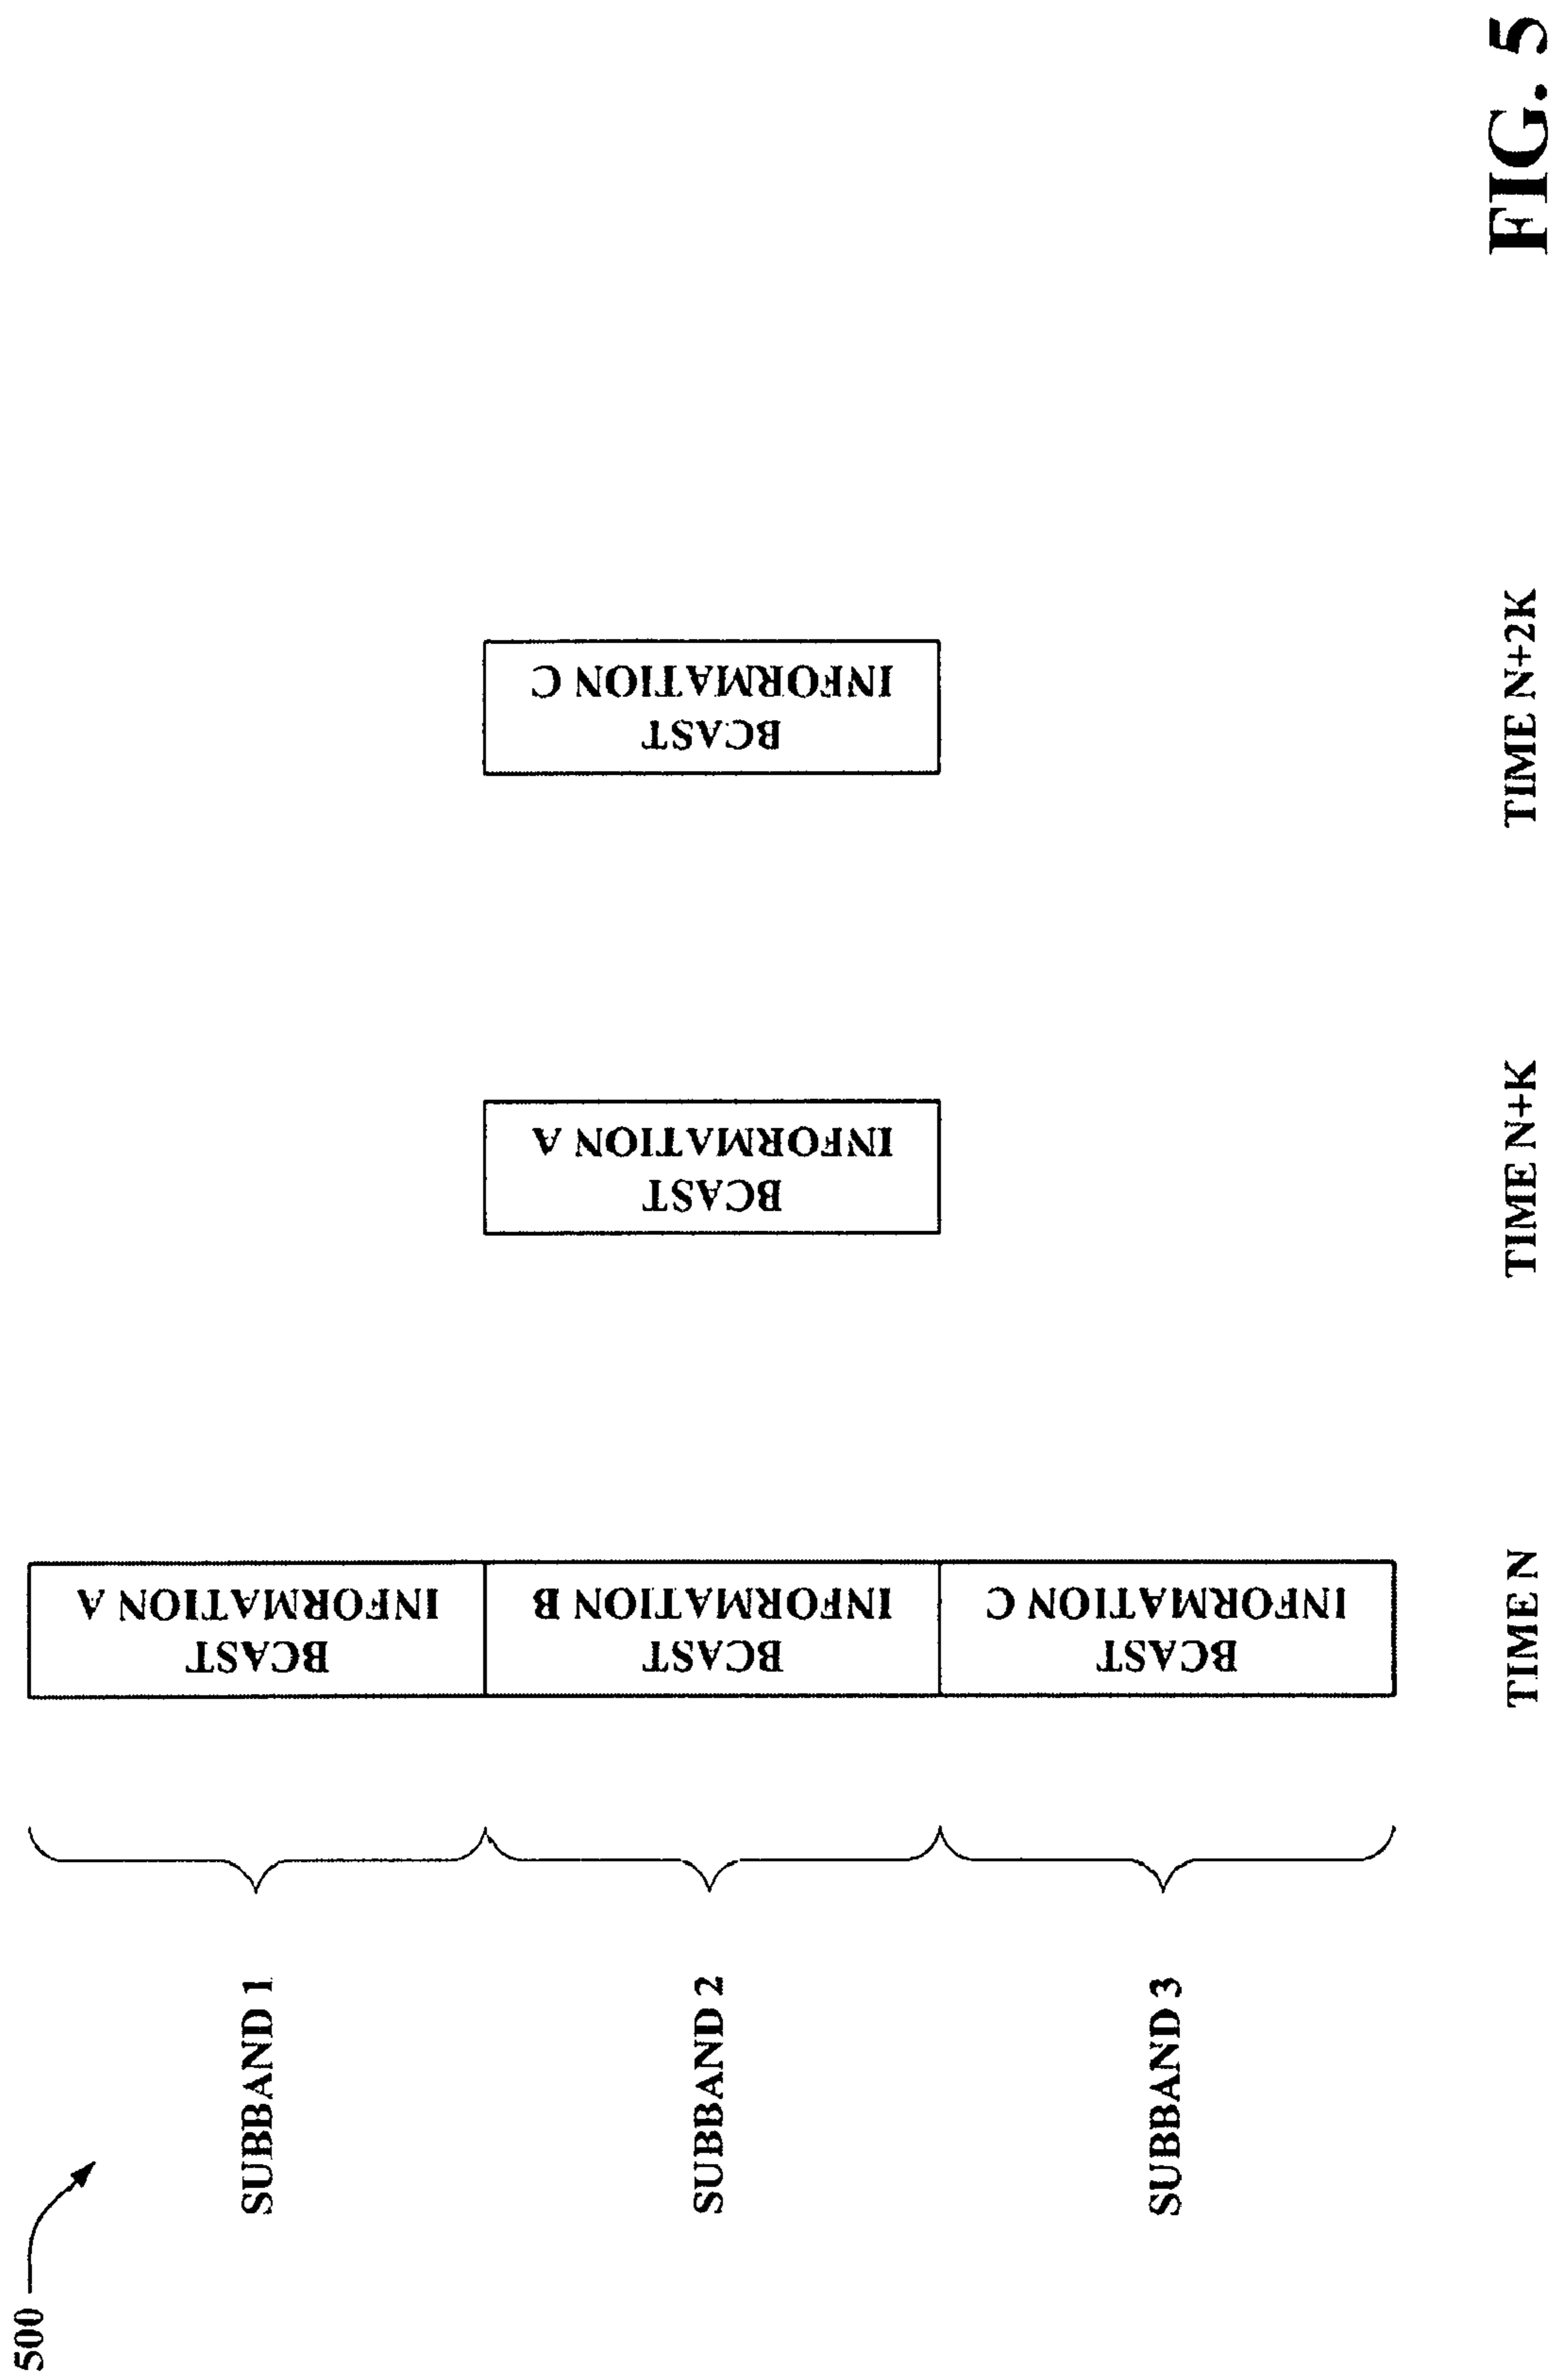 500
SUBBAND 1
SUBBAND 2
SUBBAND 3
BCAST
INFORMATION A
BCAST
INFORMATION B
BCAST
INFORMATION C
BCAST
INFORMATION A
BCAST
INFORMATION C
TIME N
TIME N+K
TIME N+2K
FIG. 5